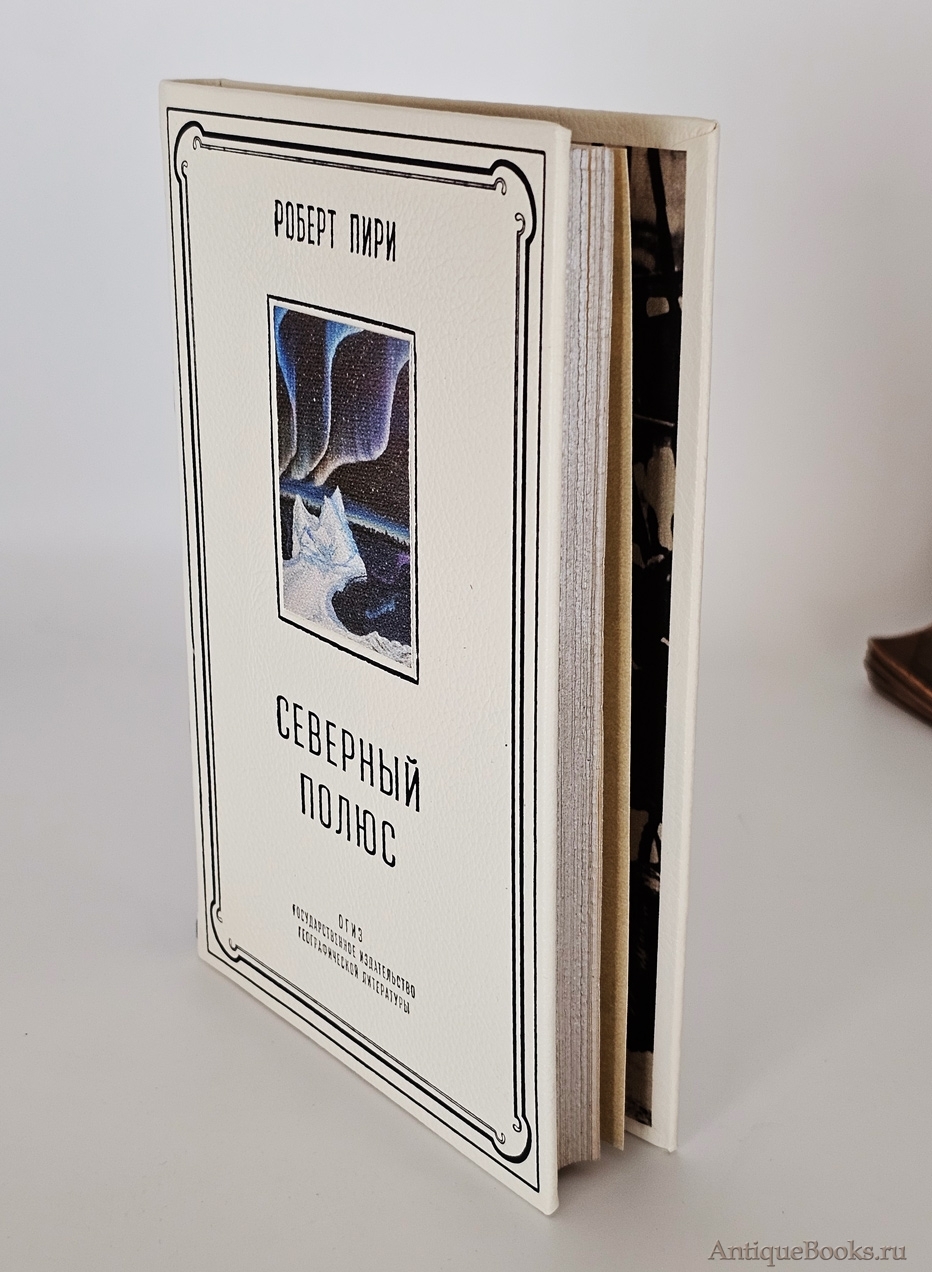 РОБЕРТ ПИРИ
СЕВЕРНЫЙ
ПОЛЮС
ОГИЗ
ГОСУДАРСТВЕННОЕ ИЗДАТЕЛЬСТВО
ГЕОГРАФИЧЕСКОЙ ЛИТЕРАТУРЫ
AntiqueBooks.ru